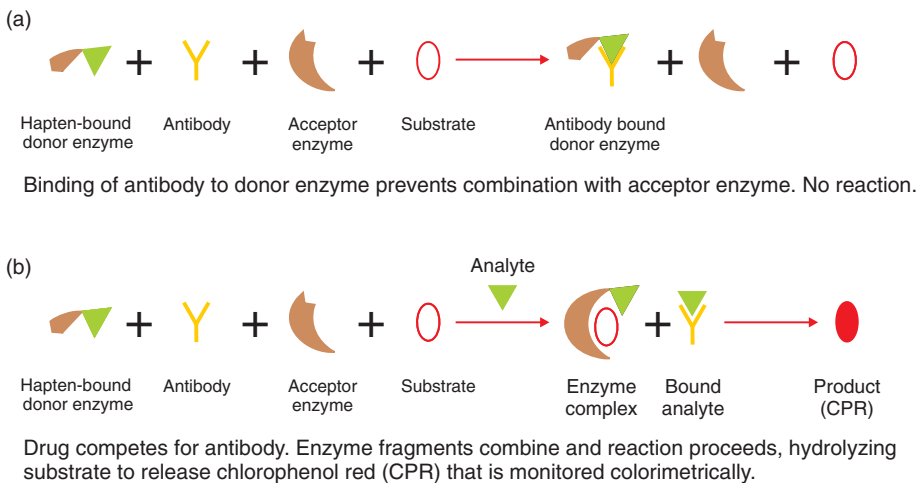 (a)
+ + + + +
Hapten-bound donor enzyme Antibody Acceptor enzyme Substrate Antibody bound donor enzyme
Binding of antibody to donor enzyme prevents combination with acceptor enzyme. No reaction.
(b)
Analyte
+ + + +
Hapten-bound donor enzyme Antibody Acceptor enzyme Substrate Enzyme complex Bound analyte Product (CPR)
Drug competes for antibody. Enzyme fragments combine and reaction proceeds, hydrolyzing
substrate to release chlorophenol red (CPR) that is monitored colorimetrically.